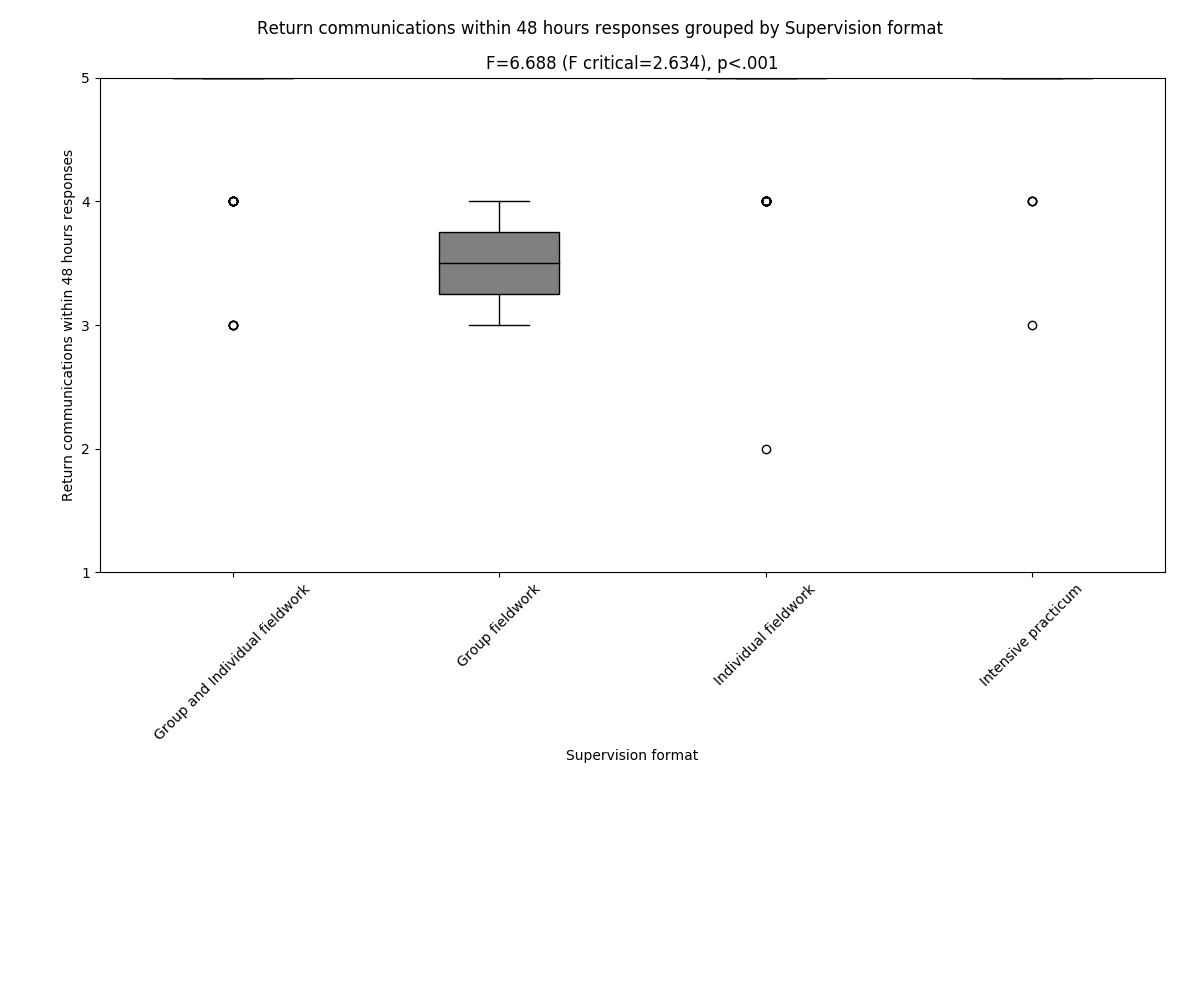 Return communications within 48 hours responses grouped by Supervision format
F=6.688 (F critical=2.634), p<.001
Return communications within 48 hours responses
5
4
3
2
1
Group and Individual fieldwork
Group fieldwork
Individual fieldwork
Intensive practicum
Supervision format